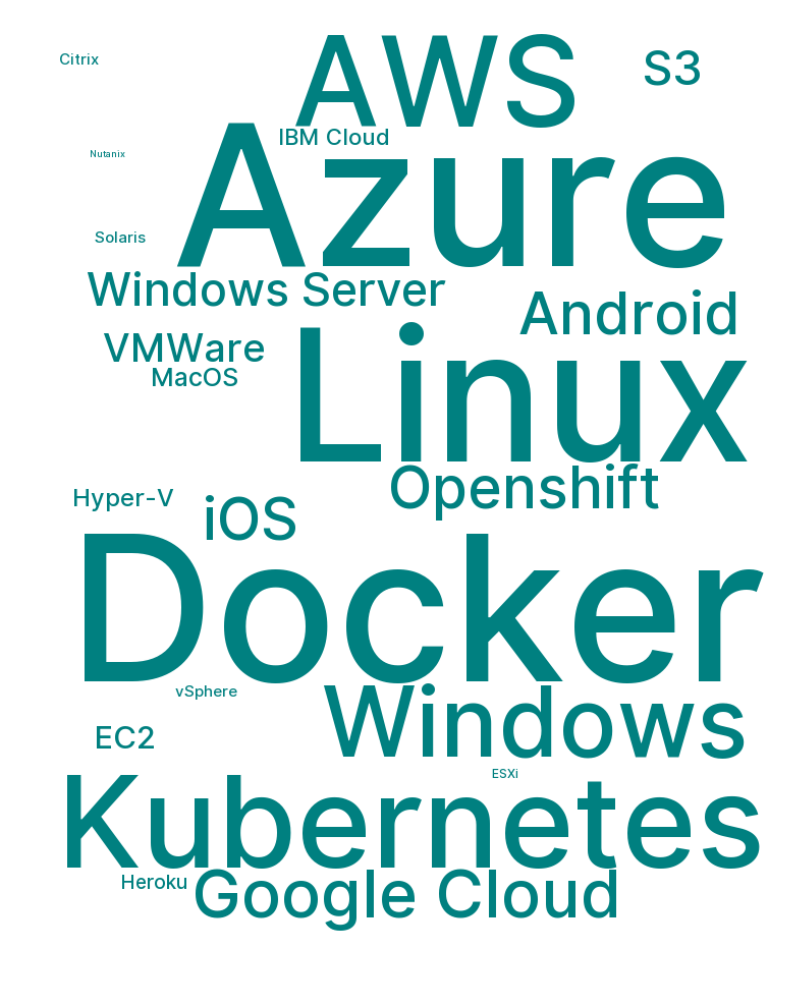 AWS
Citrix
S3
IBM Cloud
Nutanix
Azure
Solaris
Windows Server
Android
VMWare
MacOS
Linux
Openshift
Hyper-V
iOS
Docker
vSphere
Windows
EC2
ESXi
Kubernetes
Heroku
Google Cloud